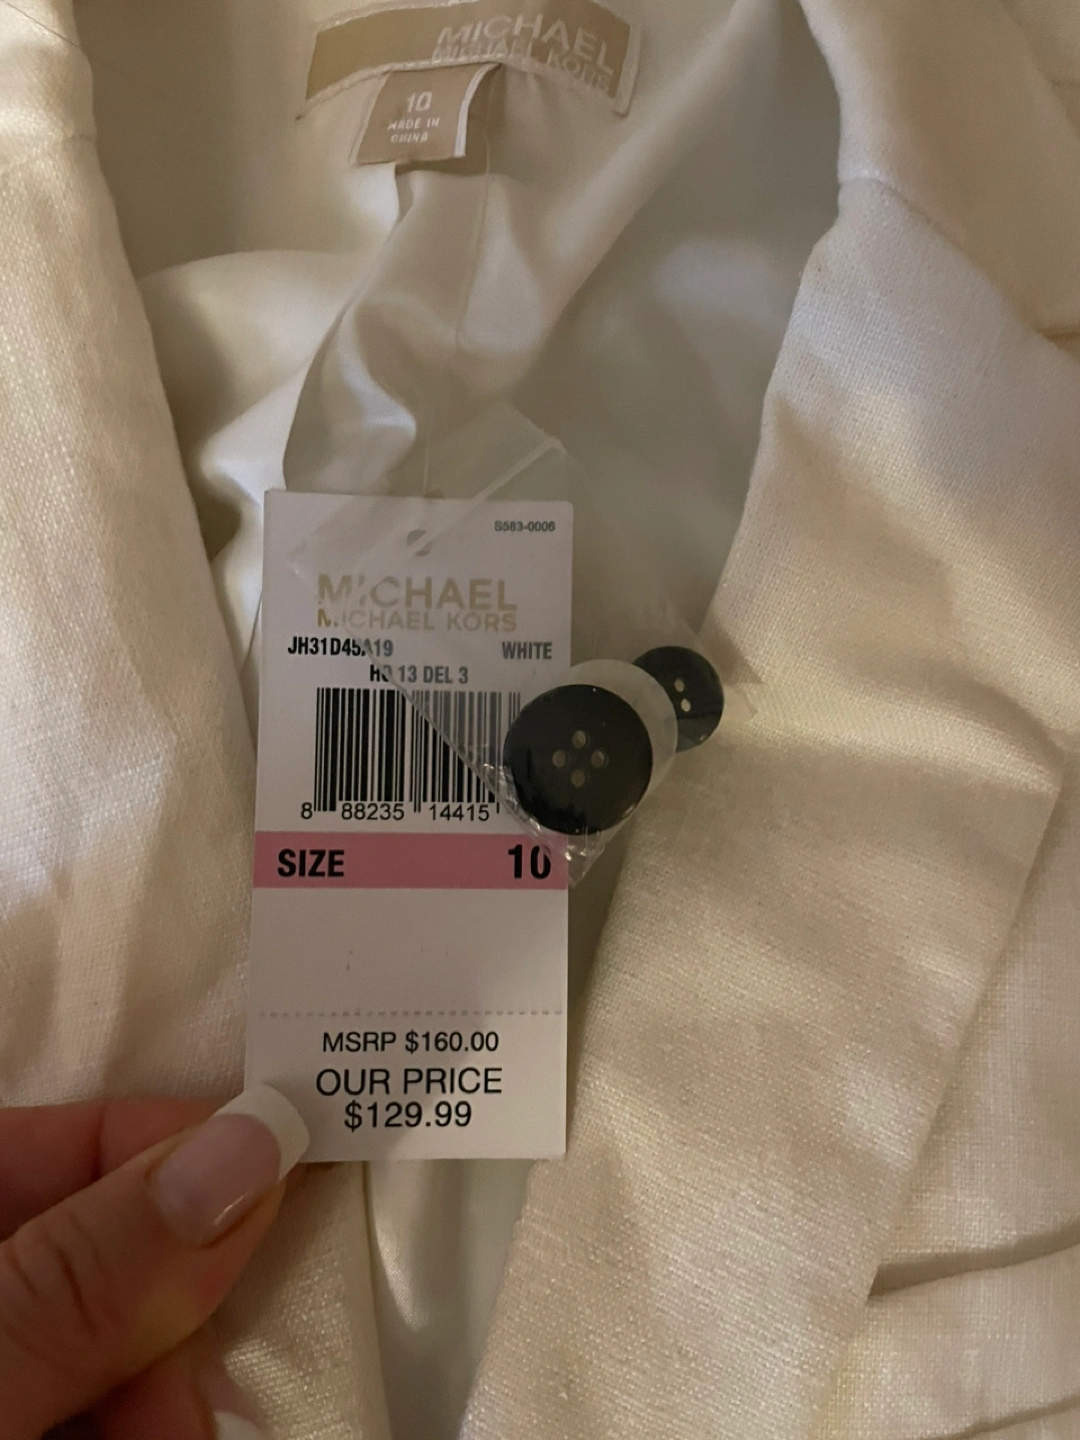 MICHAEL
MICHAEL KORS
10
MADE IN
CHINA
S583-0006
MICHAEL
MICHAEL KORS
JH31D45A19 WHITE
HO 13 DEL 3
8 88235 14415
SIZE 10
MSRP $160.00
OUR PRICE
$129.99